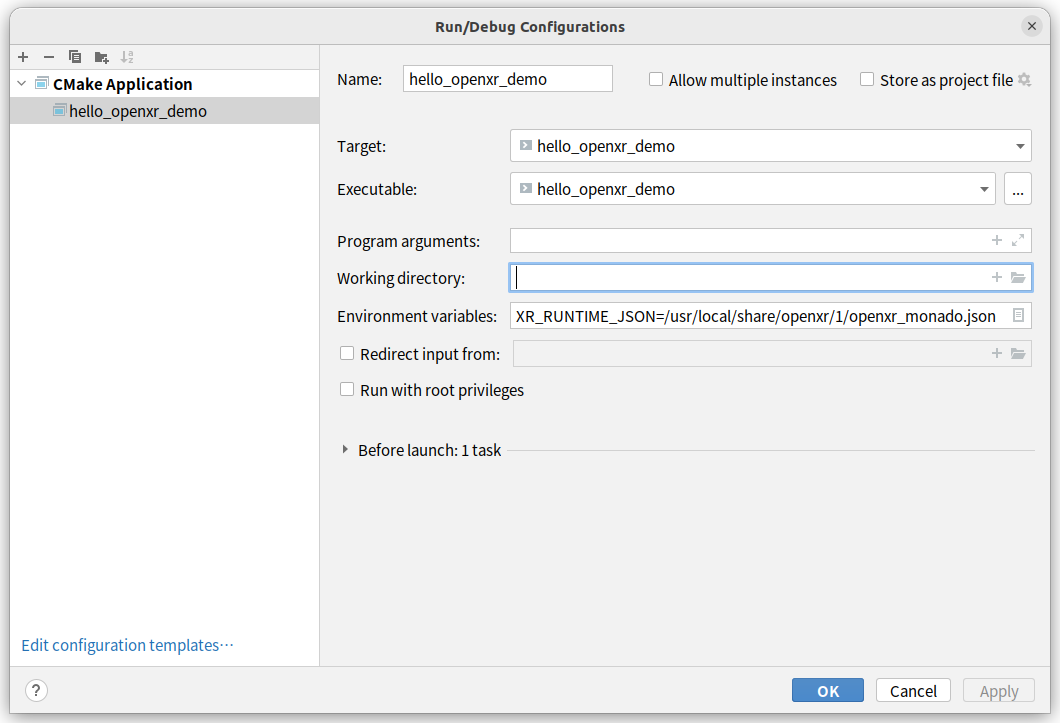 Run/Debug Configurations
CMake Application
hello_openxr_demo
Edit configuration templates...
Name: hello_openxr_demo Allow multiple instances Store as project file
Target: hello_openxr_demo
Executable: hello_openxr_demo ...
Program arguments:
Working directory:
Environment variables: XR_RUNTIME_JSON=/usr/local/share/openxr/1/openxr_monado.json
Redirect input from:
Run with root privileges
Before launch: 1 task
? OK Cancel Apply